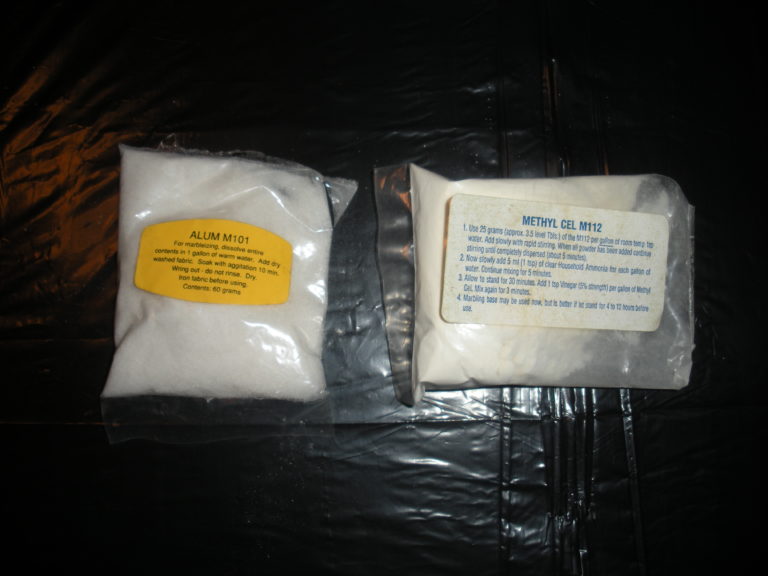 ALUM M101
For marbleizing, dissolve entire
contents in 1 gallon of warm water. Add dry
washed fabric. Soak with aggitation 10 min.
Wring out - do not rinse. Dry.
Iron fabric before using.
Contents: 60 grams
METHYL CEL M112
1. Use 25 grams (approx. 3.5 level Tbls.) of the M112 per gallon of room temp tap
water. Add slowly with rapid stirring. When all powder has been added continue
stirring until completely dispersed (about 5 minutes).
2. Now slowly add 5 ml (1 tsp) of clear Household Ammonia for each gallon of
water. Continue mixing for 5 minutes.
3. Allow to stand for 30 minutes. Add 1 tsp Vinegar (5% strength) per gallon of Methyl
Cel. Mix again for 3 minutes.
4. Marbling base may be used now, but is better if let stand for 4 to 12 hours before
use.